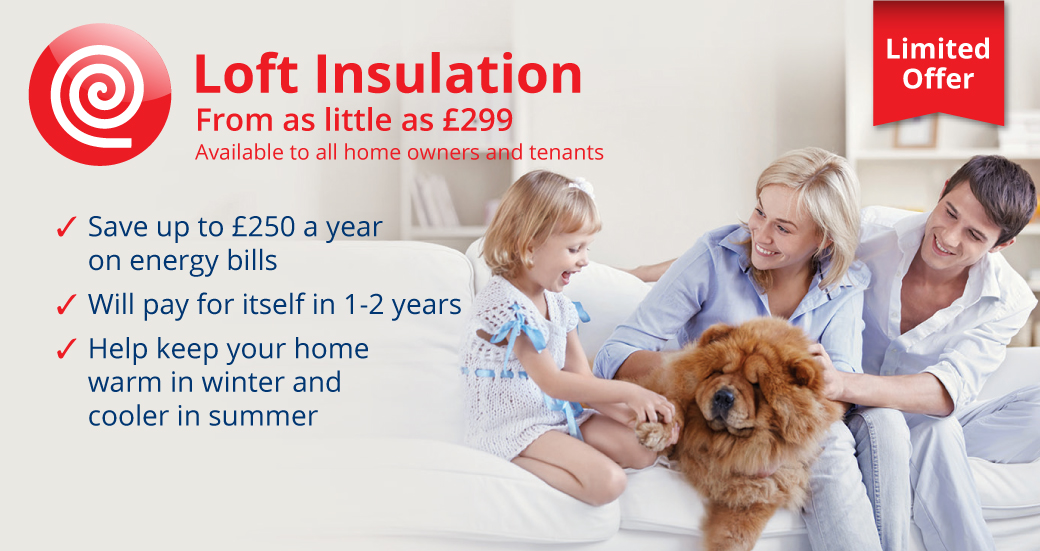 Loft Insulation
From as little as £299
Available to all home owners and tenants
Limited
Offer
✓ Save up to £250 a year
on energy bills
✓ Will pay for itself in 1-2 years
✓ Help keep your home
warm in winter and
cooler in summer